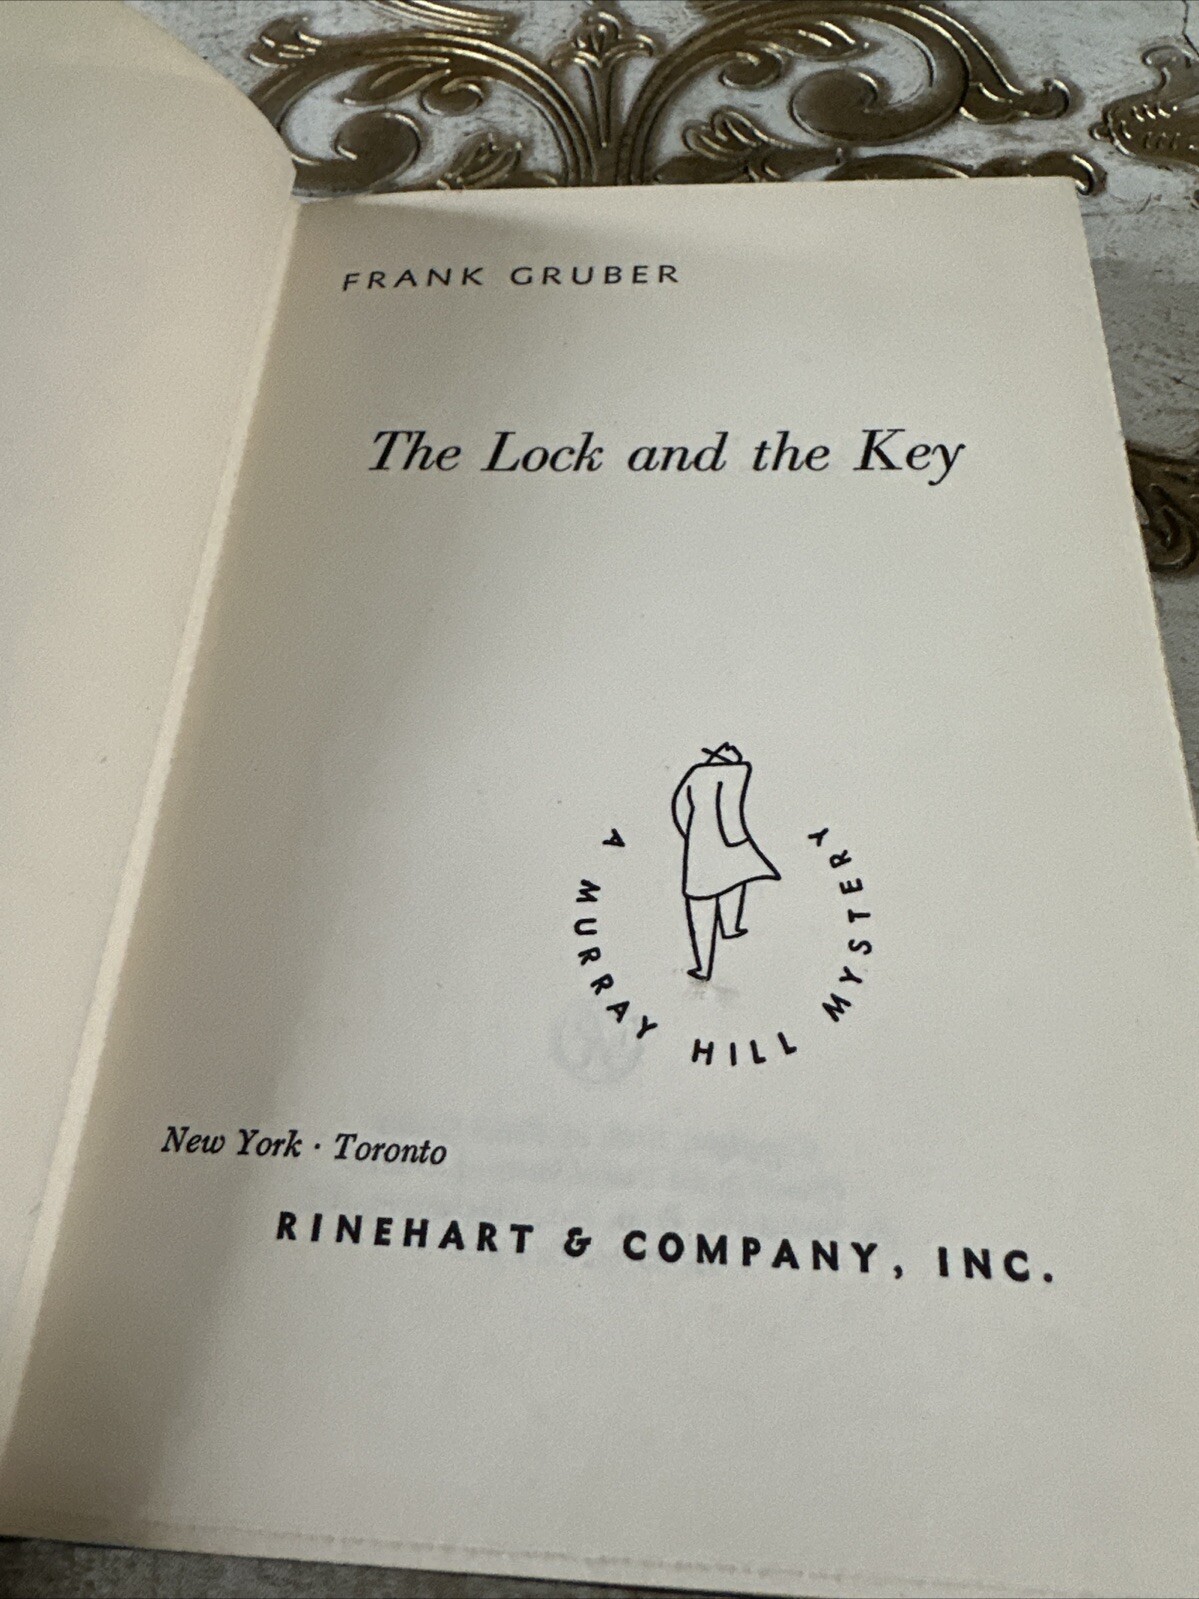 FRANK GRUBER
The Lock and the Key
A MURRAY HILL MYSTERY
New York · Toronto
RINEHART & COMPANY, INC.